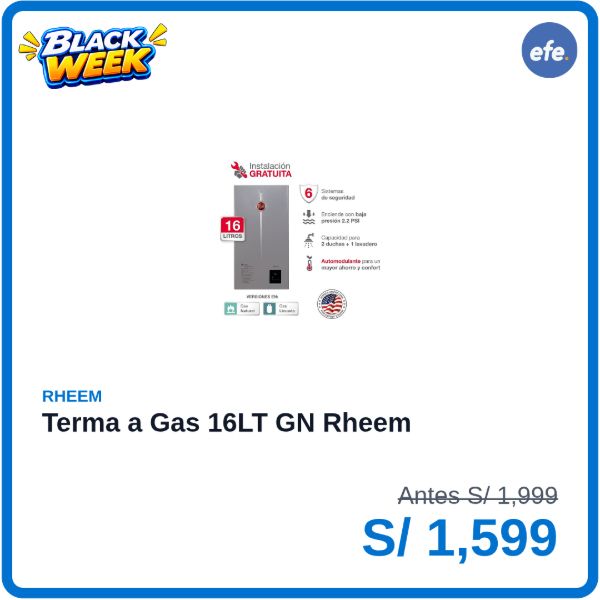 BLACK
WEEK
efe.
Instalación
GRATUITA
16
LITROS
6
Sistemas
de seguridad
Enciende con baja
presión 2.2 PSI
Capacidad para
2 duchas + 1 lavadero
Automodulante para un
mayor ahorro y confort
VERSIONES EN:
Gas
Natural
Gas
Licuado
RHEEM
Terma a Gas 16LT GN Rheem
Antes S/ 1,999
S/ 1,599